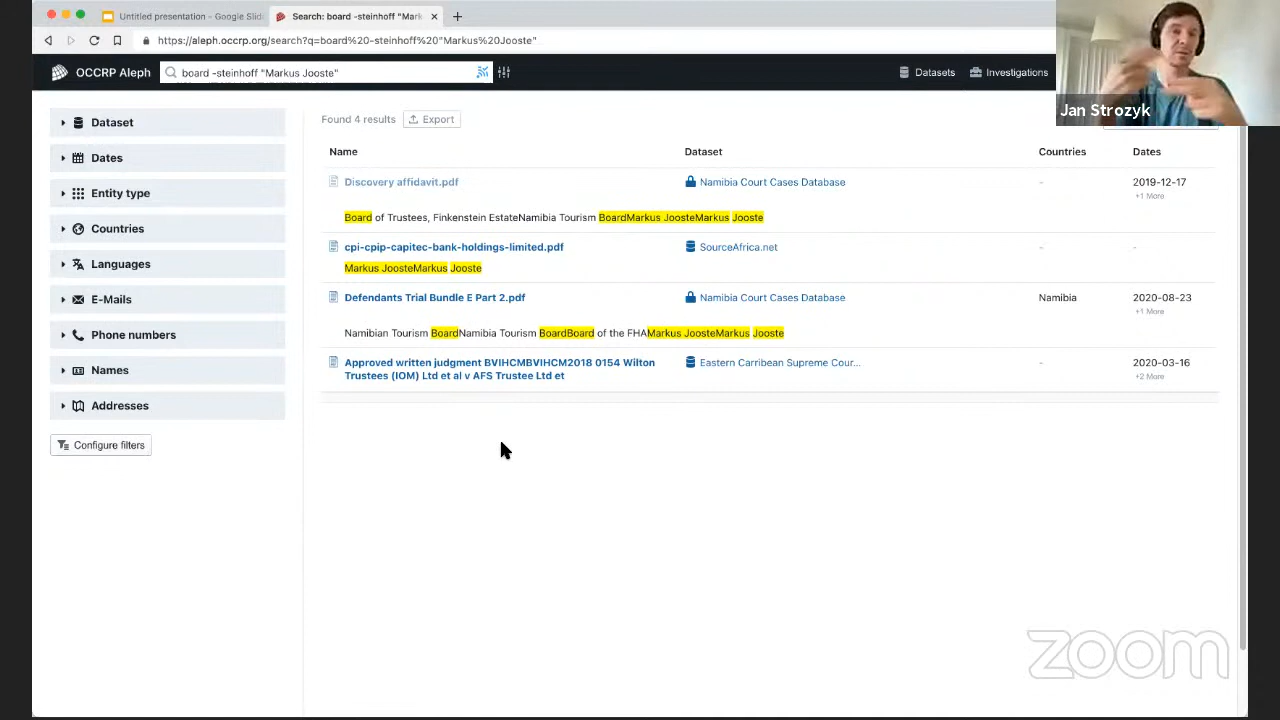 Untitled presentation - Google Slid
Search: board -steinhoff "Mark
https://aleph.occrp.org/search?q=board%20-steinhoff%20"Markus%20Jooste"
OCCRP Aleph
board -steinhoff "Markus Jooste"
Datasets
Investigations
Jan Strozyk
Dataset
Dates
Entity type
Countries
Languages
E-Mails
Phone numbers
Names
Addresses
Configure filters
Found 4 results
Export
Name
Dataset
Countries
Dates
Discovery affidavit.pdf
Namibia Court Cases Database
-
2019-12-17
+1 More
Board of Trustees, Finkenstein EstateNamibia Tourism BoardMarkus JoosteMarkus Jooste
cpi-cpip-capitec-bank-holdings-limited.pdf
SourceAfrica.net
-
-
Markus JoosteMarkus Jooste
Defendants Trial Bundle E Part 2.pdf
Namibia Court Cases Database
Namibia
2020-08-23
+1 More
Namibian Tourism BoardNamibia Tourism BoardBoard of the FHAMarkus JoosteMarkus Jooste
Approved written judgment BVIHCMBVIHCM2018 0154 Wilton
Trustees (IOM) Ltd et al v AFS Trustee Ltd et
Eastern Carribean Supreme Cour...
-
2020-03-16
+2 More
zoom